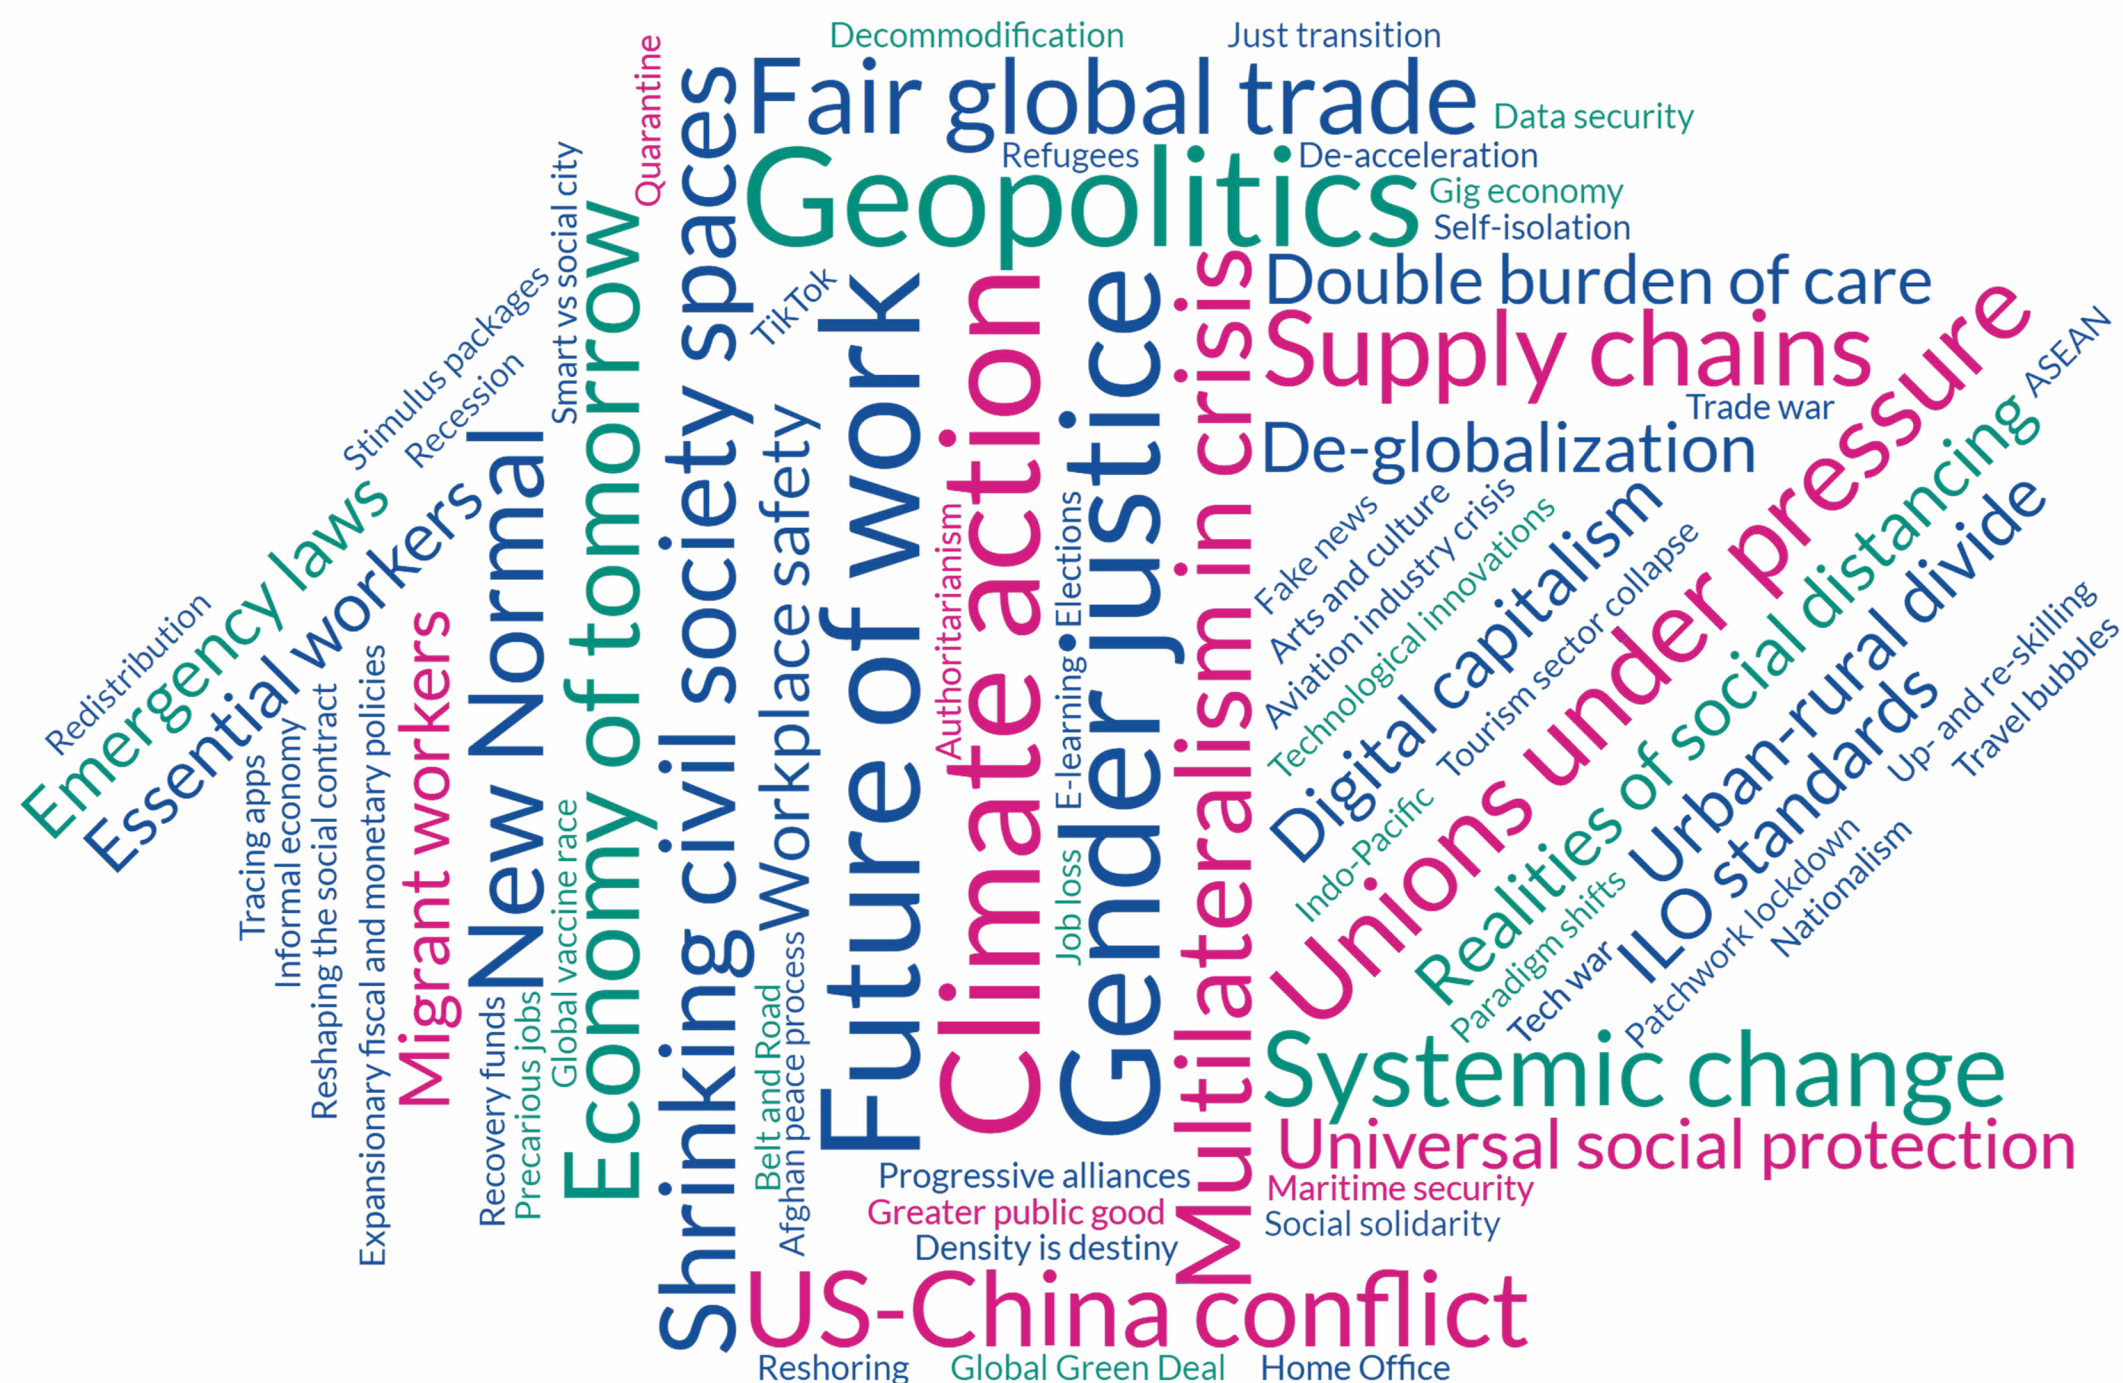 Decommodification
Just transition
Quarantine
Fair global trade
Data security
Refugees
De-acceleration
Geopolitics
Gig economy
Self-isolation
Smart vs social city
Stimulus packages
Recession
Economy of tomorrow
Shrinking civil society spaces
TikTok
Future of work
Climate action
Gender justice
Multilateralism in crisis
Double burden of care
Supply chains
Trade war
De-globalization
ASEAN
Emergency laws
Essential workers
Redistribution
New Normal
Migrant workers
Workplace safety
Authoritarianism
Elections
E-learning
Job loss
Fake news
Arts and culture
Aviation industry crisis
Technological innovations
Digital capitalism
Tourism sector collapse
Unions under pressure
Realities of social distancing
Urban-rural divide
ILO standards
Up- and re-skilling
Travel bubbles
Indo-Pacific
Paradigm shifts
Tech war
Patchwork lockdown
Nationalism
Tracing apps
Informal economy
Reshaping the social contract
Expansionary fiscal and monetary policies
Recovery funds
Precarious jobs
Global vaccine race
Belt and Road
Afghan peace process
Systemic change
Universal social protection
Progressive alliances
Maritime security
Greater public good
Social solidarity
Density is destiny
US-China conflict
Reshoring
Global Green Deal
Home Office